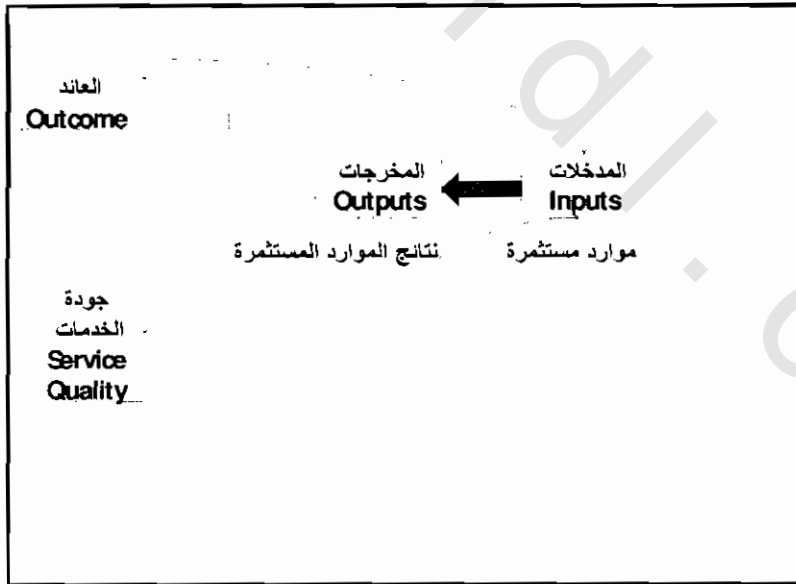 العائد
Outcome
المدخلات
Inputs
المخرجات
Outputs
موارد مستثمرة
نتائج الموارد المستثمرة
جودة
الخدمات
Service
Quality